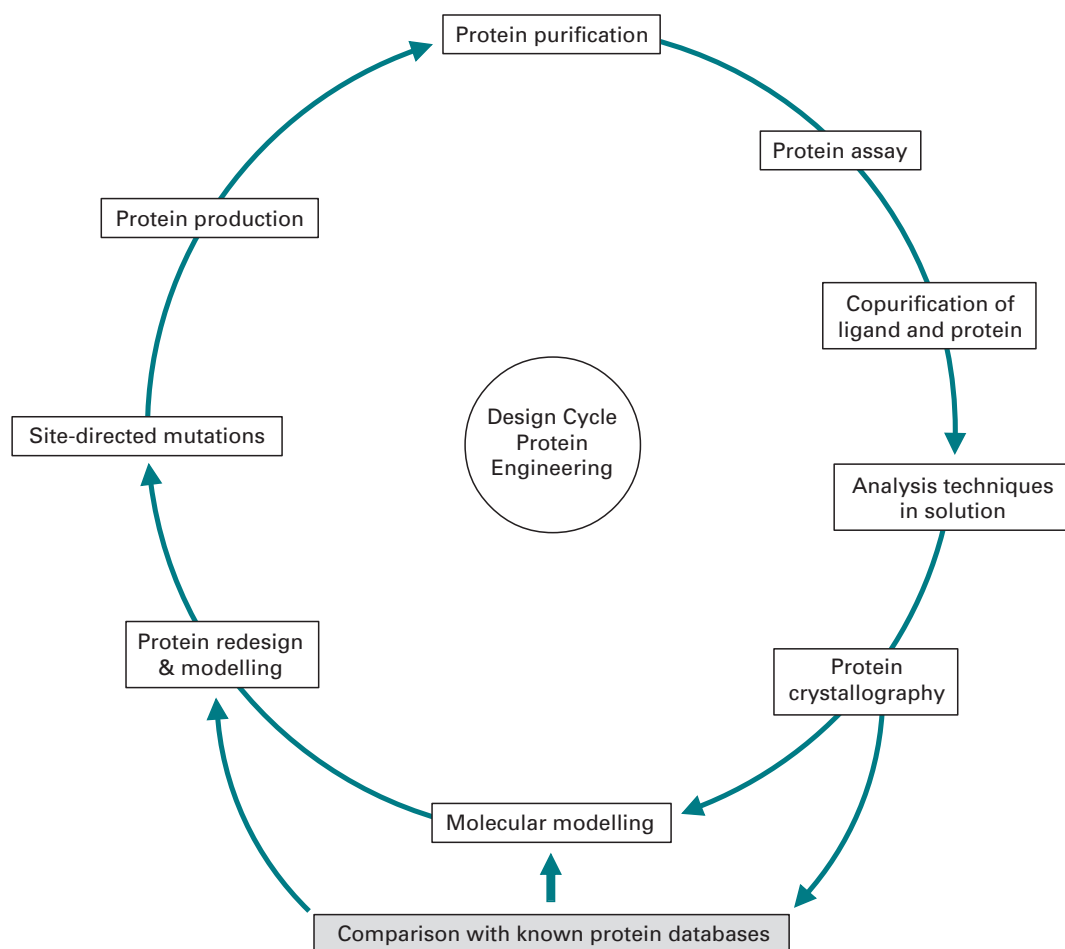 Protein purification
Protein assay
Protein production
Copurification of
ligand and protein
Design Cycle
Protein
Engineering
Site-directed mutations
Analysis techniques
in solution
Protein redesign
& modelling
Protein
crystallography
Molecular modelling
Comparison with known protein databases